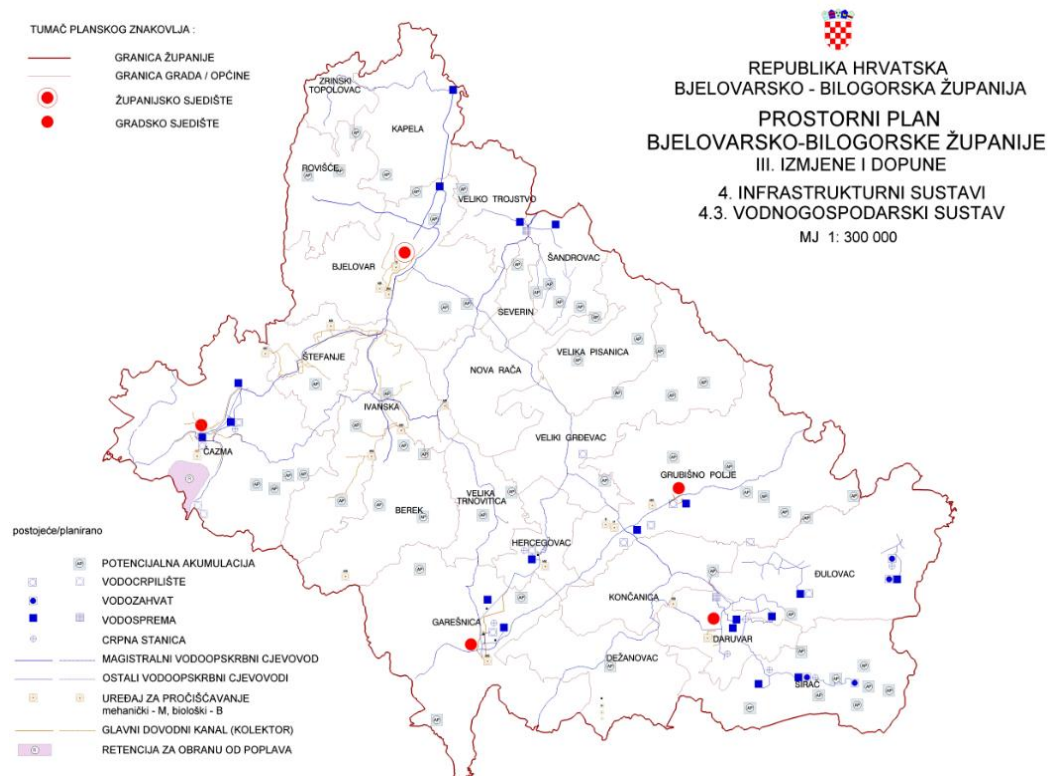 TUMAČ PLANSKOG ZNAKOVLJA :
GRANICA ŽUPANIJE
GRANICA GRADA / OPĆINE
ŽUPANIJSKO SJEDIŠTE
GRADSKO SJEDIŠTE
REPUBLIKA HRVATSKA
BJELOVARSKO - BILOGORSKA ŽUPANIJA
PROSTORNI PLAN
BJELOVARSKO-BILOGORSKE ŽUPANIJE
III. IZMJENE I DOPUNE
4. INFRASTRUKTURNI SUSTAVI
4.3. VODNOGOSPODARSKI SUSTAV
MJ 1: 300 000
ZRINSKI
TOPOLOVAC
KAPELA
ROVIŠĆE
VELIKO TROJSTVO
BJELOVAR
ŠANDROVAC
SEVERIN
ŠTEFANJE
VELIKA PISANICA
NOVA RAČA
IVANSKA
ČAZMA
VELIKI GRĐEVAC
GRUBIŠNO POLJE
VELIKA
TRNOVITICA
BEREK
HERCEGOVAC
ĐULOVAC
KONČANICA
GAREŠNICA
DARUVAR
DEŽANOVAC
SIRAČ
postojeće/planirano
POTENCIJALNA AKUMULACIJA
VODOCRPILIŠTE
VODOZAHVAT
VODOSPREMA
CRPNA STANICA
MAGISTRALNI VODOOPSKRBNI CJEVOVOD
OSTALI VODOOPSKRBNI CJEVOVODI
UREĐAJ ZA PROČIŠĆAVANJE
mehanički - M, biološki - B
GLAVNI DOVODNI KANAL (KOLEKTOR)
RETENCIJA ZA OBRANU OD POPLAVA